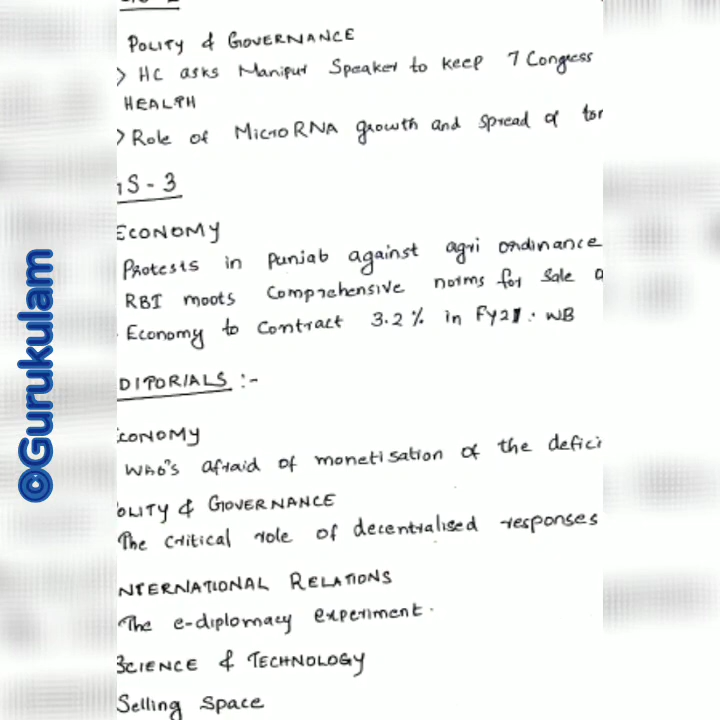 POLITY & GOVERNANCE
> HC asks Manipur Speaker to keep 7 Congress
HEALTH
> Role of MicroRNA growth and spread of tor
S-3
ECONOMY
Protests in Punjab against agri ordinance
RBI moots comprehensive norms for sale
Economy to contract 3.2% in FY21: WB
DITORIALS :-
CONOMY
Who's afraid of monetisation of the defici
OLITY & GOVERNANCE
The critical role of decentralised responses
NTERNATIONAL RELATIONS
The e-diplomacy experiment.
SCIENCE & TECHNOLOGY
Selling Space
©Gurukulam